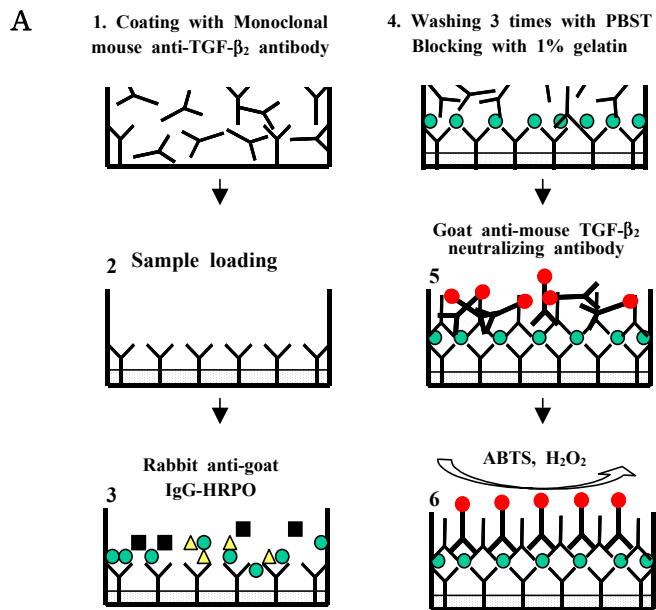 A
1. Coating with Monoclonal
mouse anti-TGF-β₂ antibody
2 Sample loading
Rabbit anti-goat
IgG-HRPO
3
4. Washing 3 times with PBST
Blocking with 1% gelatin
Goat anti-mouse TGF-β₂
neutralizing antibody
5
ABTS, H₂O₂
6